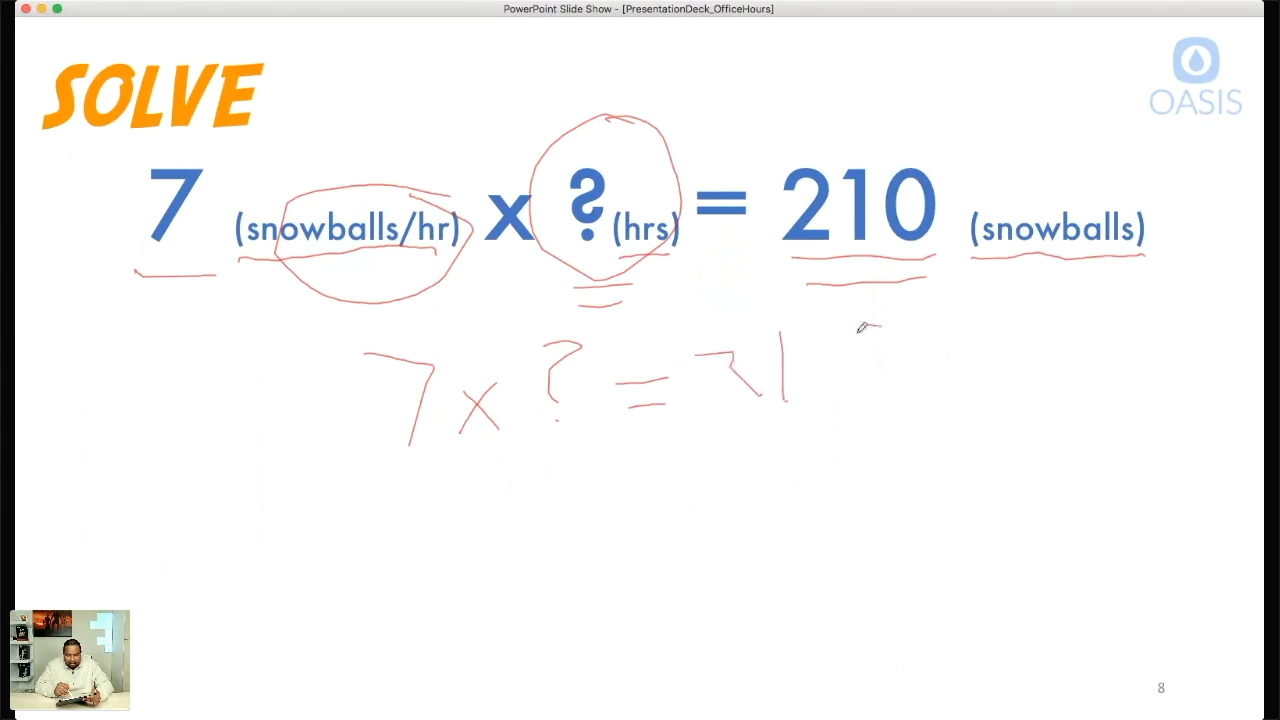 PowerPoint Slide Show - [PresentationDeck_OfficeHours]
SOLVE
OASIS
7 (snowballs/hr) x ? (hrs) = 210 (snowballs)
7 x ? = 21
8